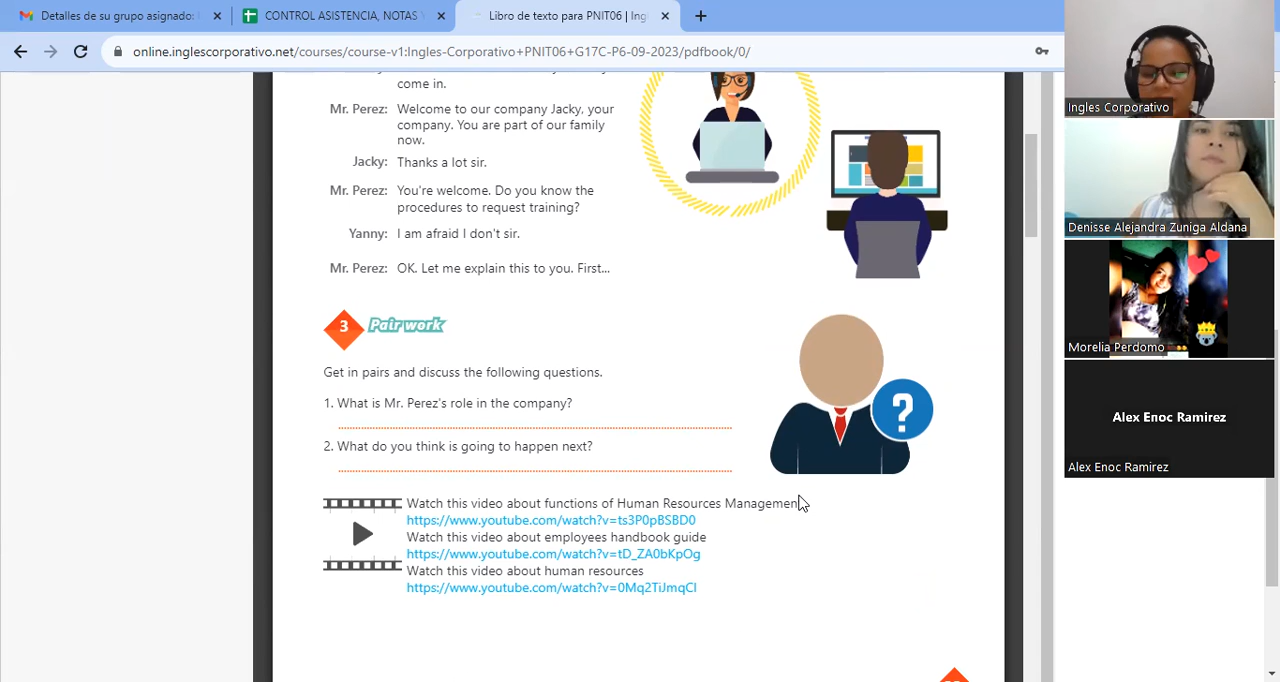 Detalles de su grupo asignado:
CONTROL ASISTENCIA, NOTAS Y
Libro de texto para PNIT06 | Ing
online.inglescorporativo.net/courses/course-v1:Ingles-Corporativo+PNIT06+G17C-P6-09-2023/pdfbook/0/
come in.
Mr. Perez: Welcome to our company Jacky, your
company. You are part of our family
now.
Jacky: Thanks a lot sir.
Mr. Perez: You're welcome. Do you know the
procedures to request training?
Yanny: I am afraid I don't sir.
Mr. Perez: OK. Let me explain this to you. First...
3 Pair work
Get in pairs and discuss the following questions.
1. What is Mr. Perez's role in the company?
2. What do you think is going to happen next?
?
Watch this video about functions of Human Resources Managemen
https://www.youtube.com/watch?v=ts3P0pBSBD0
Watch this video about employees handbook guide
https://www.youtube.com/watch?v=tD_ZA0bKpOg
Watch this video about human resources
https://www.youtube.com/watch?v=0Mq2TiJmqCI
Ingles Corporativo
Denisse Alejandra Zuniga Aldana
Morelia Perdomo
Alex Enoc Ramirez
Alex Enoc Ramirez